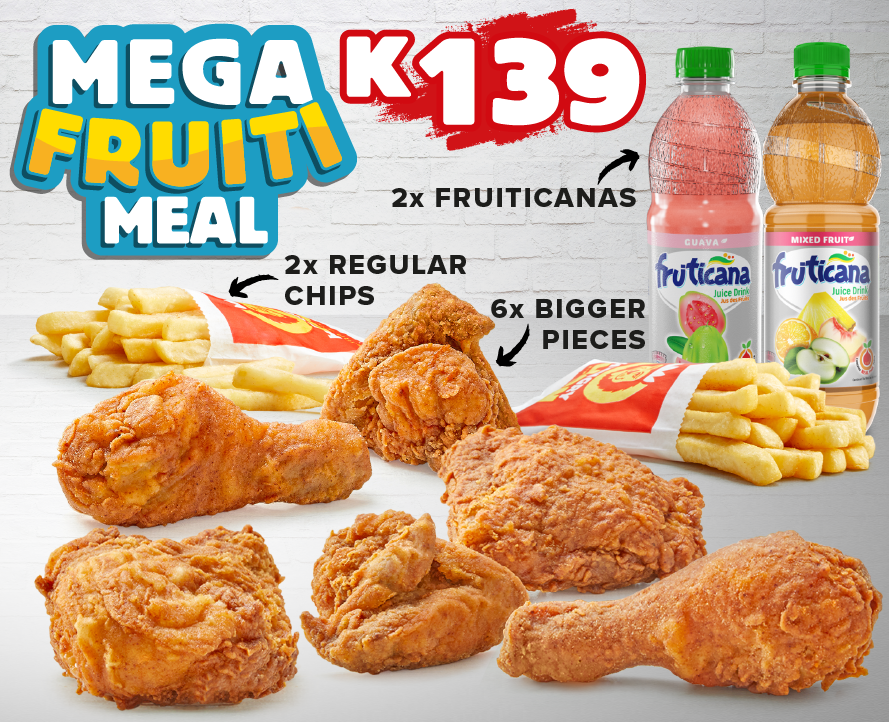 MEGA
FRUITI
MEAL
K139
2x FRUITICANAS
2x REGULAR
CHIPS
6x BIGGER
PIECES
GUAVA
fruticana
Juice Drink
MIXED FRUIT
fruticana
Juice Drink